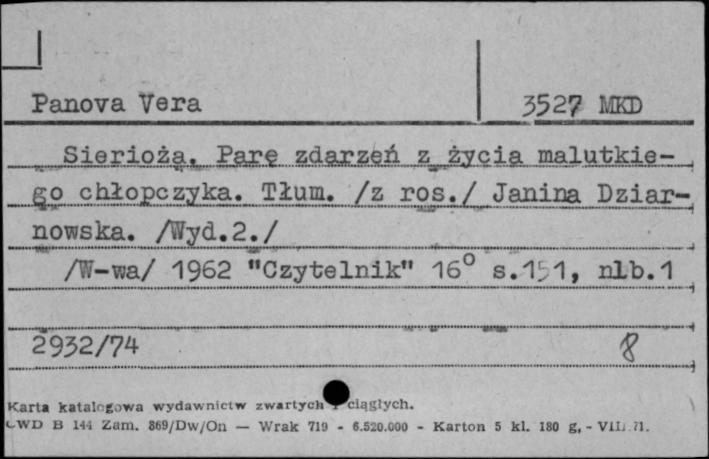 Panova Vera
3527 MKD
Sierioża. Parę zdarzeń z życia malutkie-
go chłopczyka. Tłum. /z ros./ Janina Dziar-
nowska. /Wyd.2./
/W-wa/ 1962 "Czytelnik" 16° s.151, nlb.1
2932/74
8
Karta katalogowa wydawnictw zwartych i ciągłych.
CWD B 144 Zam. 869/Dw/On — Wrak 719 - 6.520.000 - Karton 5 kl. 180 g, - VII.71.